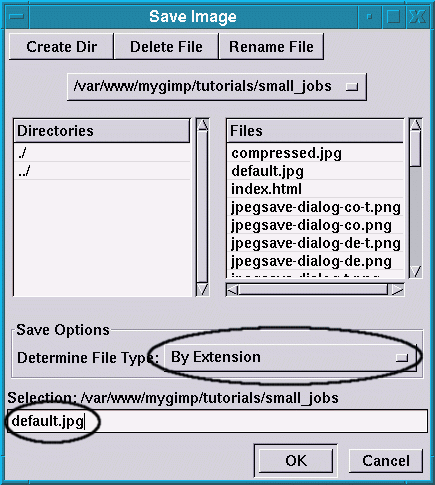 Save Image
Create Dir Delete File Rename File
/var/www/mygimp/tutorials/small_jobs
Directories
./
../
Files
compressed.jpg
default.jpg
index.html
jpegsave-dialog-co-t.png
jpegsave-dialog-co.png
jpegsave-dialog-de-t.png
jpegsave-dialog-de.png
Save Options
Determine File Type: By Extension
Selection: /var/www/mygimp/tutorials/small_jobs
default.jpg
OK Cancel